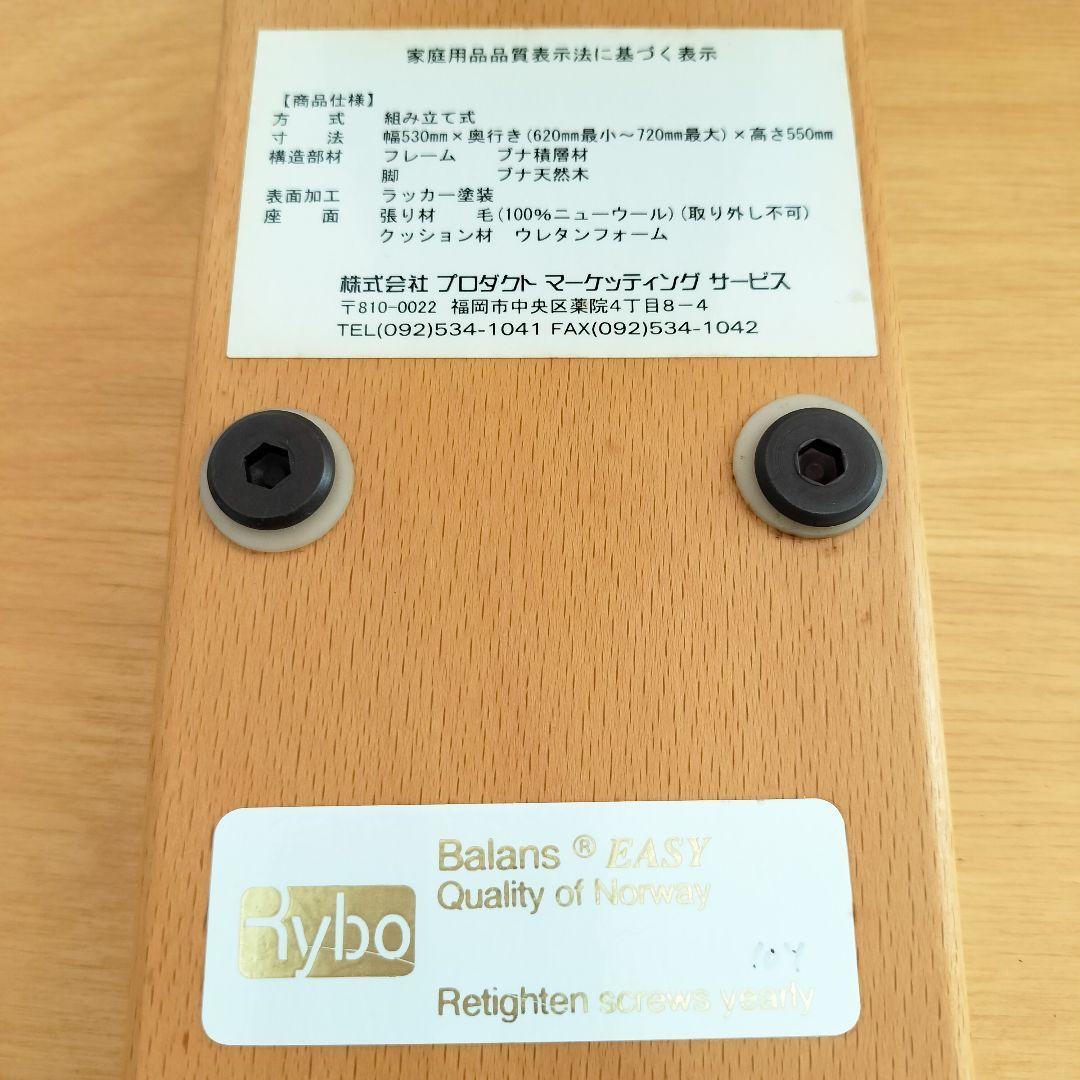 家庭用品品質表示法に基づく表示
【商品仕様】
方 式 組み立て式
寸 法 幅530mm×奥行き(620mm最小～720mm最大)×高さ550mm
構造部材 フレーム ブナ積層材
脚 ブナ天然木
表面加工 ラッカー塗装
座 面 張り材 毛(100%ニューウール)(取り外し不可)
クッション材 ウレタンフォーム
株式会社 プロダクト マーケッティング サービス
〒810-0022 福岡市中央区薬院4丁目8－4
TEL(092)534-1041 FAX(092)534-1042
Balans ® EASY
Quality of Norway
Rybo
Retighten screws yearly